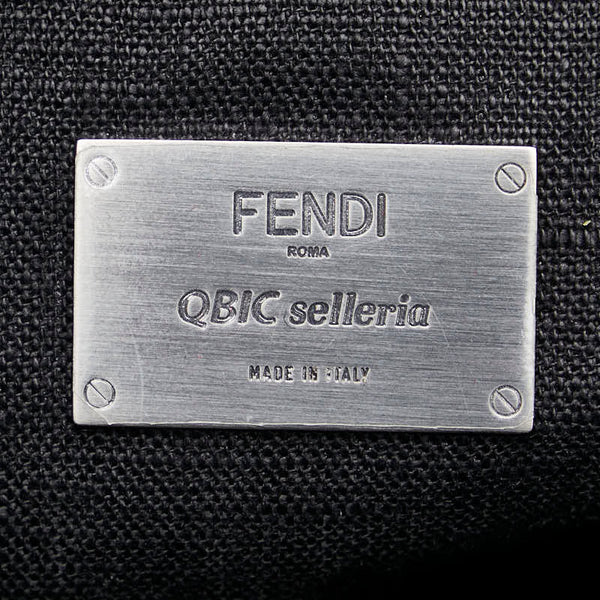 FENDI
ROMA
QBIC selleria
MADE IN ITALY